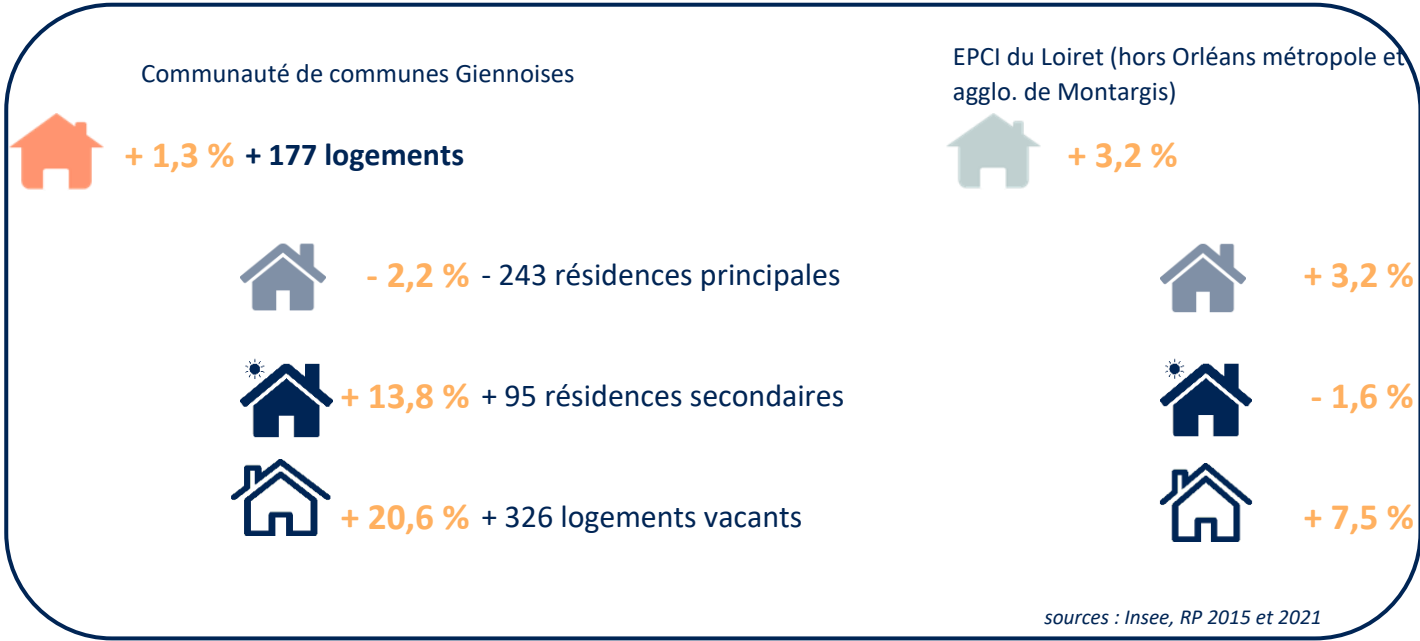 Communauté de communes Giennoises
+ 1,3 % + 177 logements
- 2,2 % - 243 résidences principales
+ 13,8 % + 95 résidences secondaires
+ 20,6 % + 326 logements vacants
EPCI du Loiret (hors Orléans métropole et
agglo. de Montargis)
+ 3,2 %
+ 3,2 %
- 1,6 %
+ 7,5 %
sources : Insee, RP 2015 et 2021